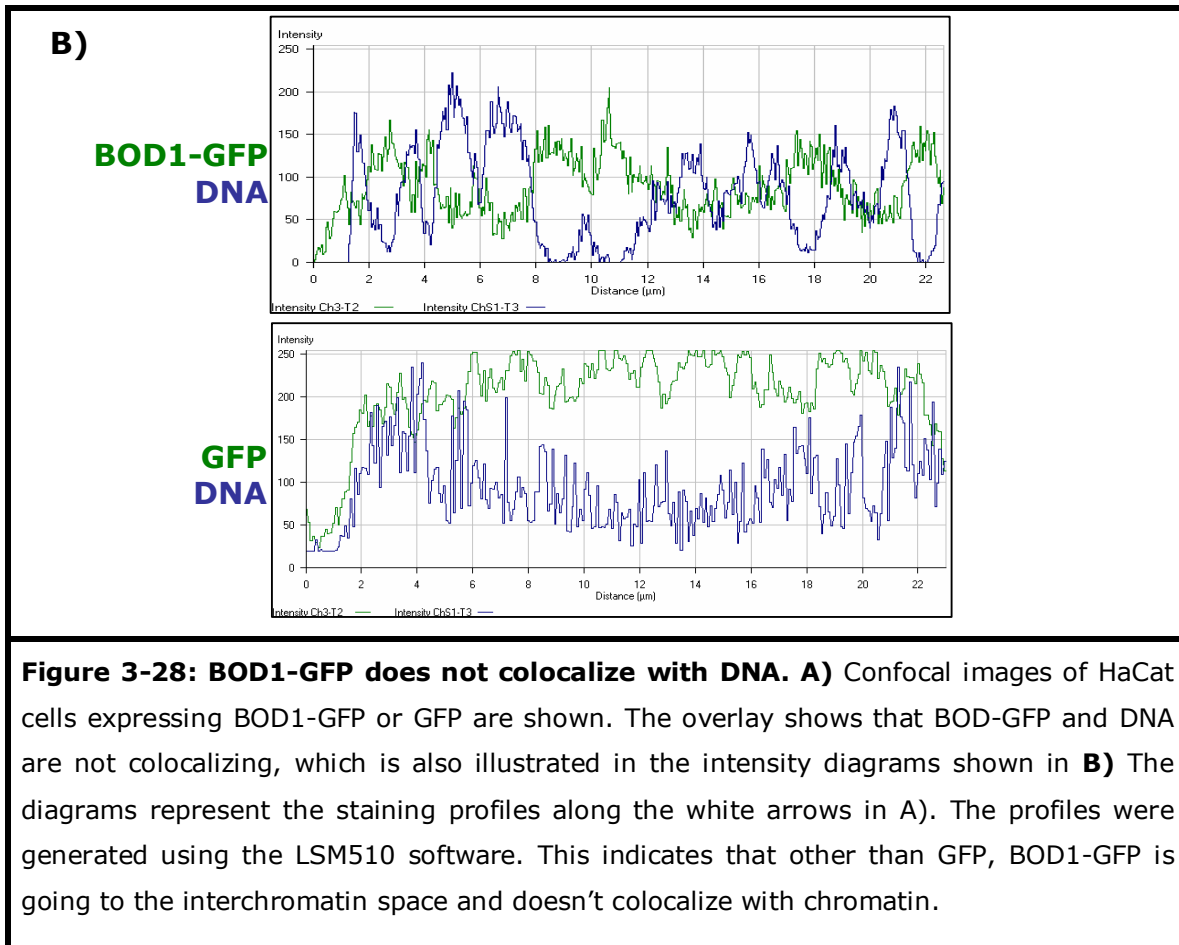 B)
Intensity
250
200
150
100
50
0
0 2 4 6 8 10 12 14 16 18 20 22
Distance (µm)
Intensity Ch3-T2 Intensity ChS1-T3
BOD1-GFP
DNA
Intensity
250
200
150
100
50
0
0 2 4 6 8 10 12 14 16 18 20 22
Distance (µm)
Intensity Ch3-T2 Intensity ChS1-T3
GFP
DNA
Figure 3-28: BOD1-GFP does not colocalize with DNA. A) Confocal images of HaCat
cells expressing BOD1-GFP or GFP are shown. The overlay shows that BOD-GFP and DNA
are not colocalizing, which is also illustrated in the intensity diagrams shown in B) The
diagrams represent the staining profiles along the white arrows in A). The profiles were
generated using the LSM510 software. This indicates that other than GFP, BOD1-GFP is
going to the interchromatin space and doesn’t colocalize with chromatin.